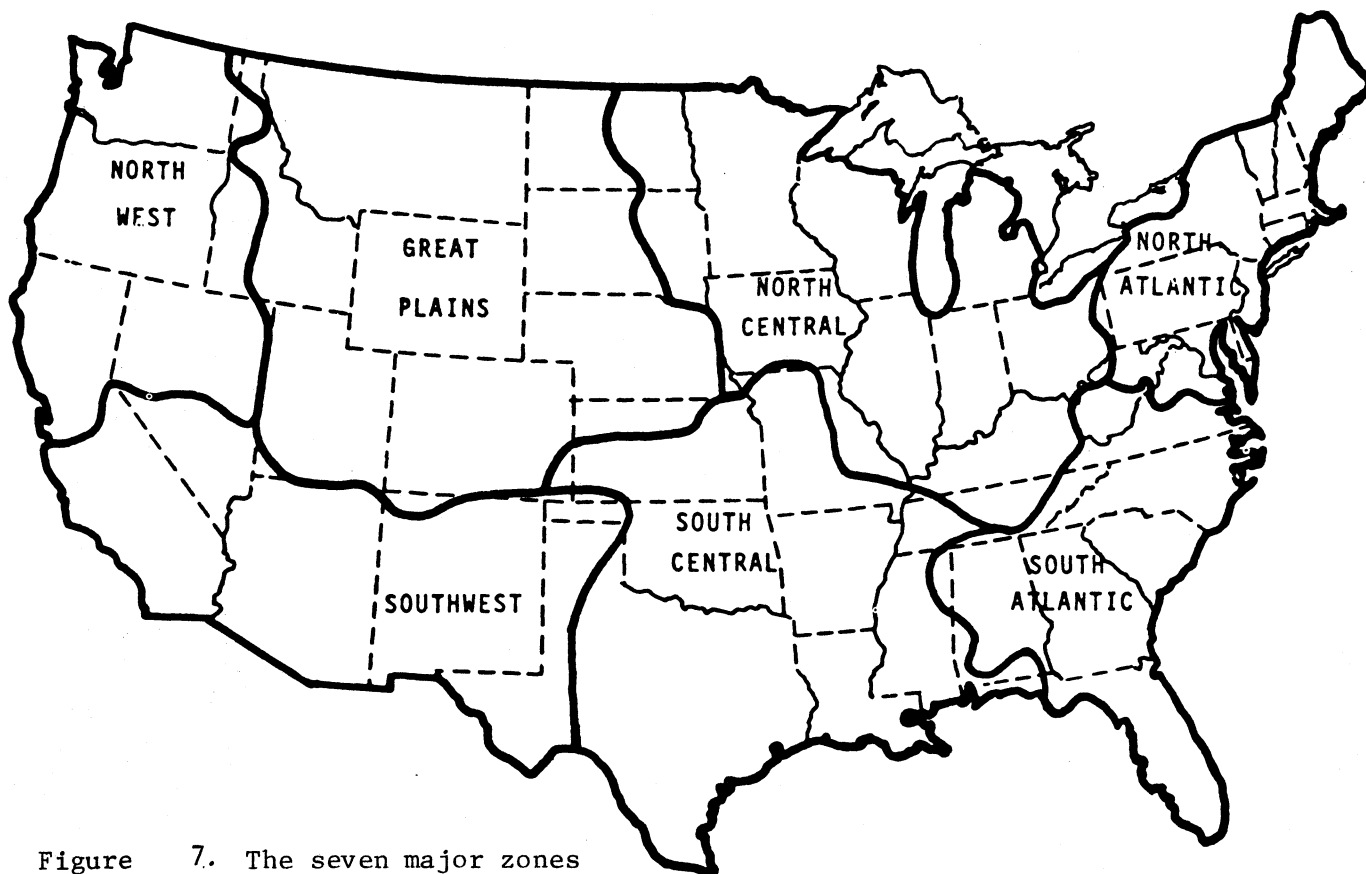 NORTH
WEST
GREAT
PLAINS
NORTH
CENTRAL
NORTH
ATLANTIC
SOUTH
CENTRAL
SOUTHWEST
SOUTH
ATLANTIC
Figure 7. The seven major zones